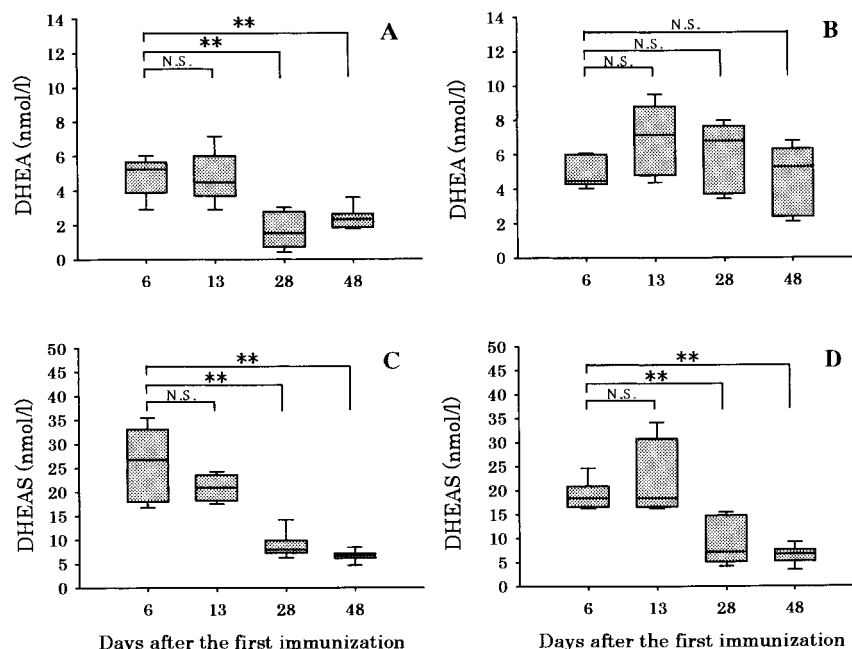 A
DHEA (nmol/l)
14
12
10
8
6
4
2
0
**
**
N.S.
6 13 28 48
B
DHEA (nmol/l)
14
12
10
8
6
4
2
0
N.S.
N.S.
N.S.
6 13 28 48
C
DHEAS (nmol/l)
50
45
40
35
30
25
20
15
10
5
0
**
**
N.S.
6 13 28 48
Days after the first immunization
D
DHEAS (nmol/l)
50
45
40
35
30
25
20
15
10
5
0
**
**
N.S.
6 13 28 48
Days after the first immunization